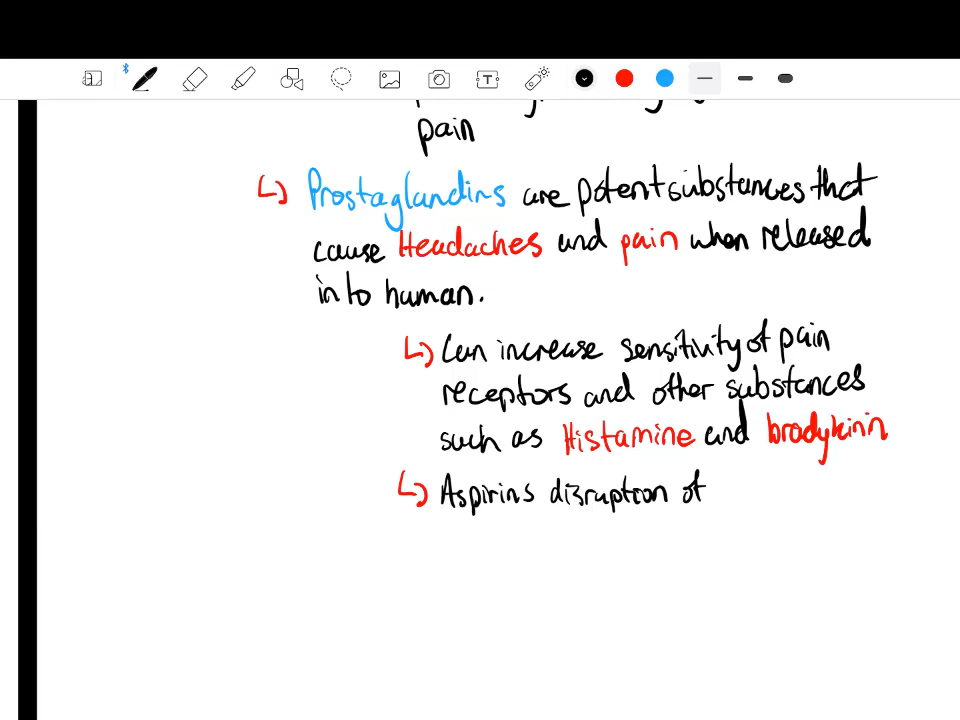 pain
↳ Prostaglandins are potent substances that
cause Headaches and pain when released
into human.
↳ Can increase sensitivity of pain
receptors and other substances
such as Histamine and bradykinin
↳ Aspirins disruption of